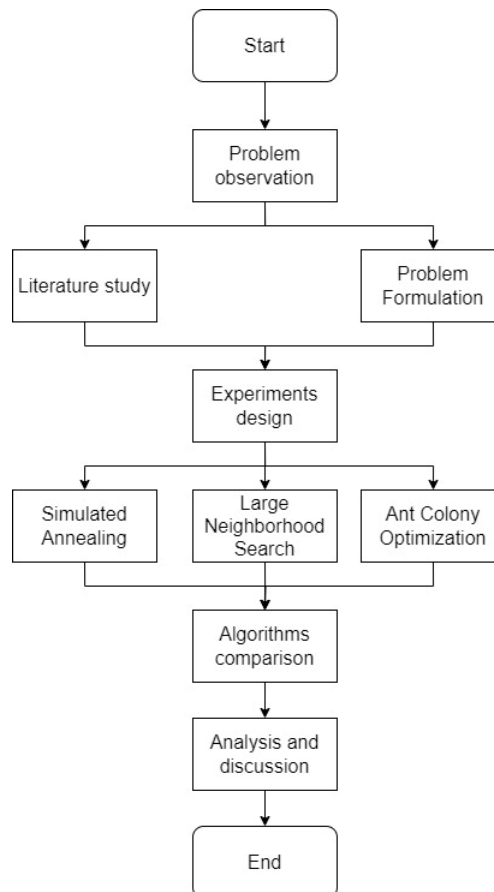 Start
Problem
observation
Literature study
Problem
Formulation
Experiments
design
Simulated
Annealing
Large
Neighborhood
Search
Ant Colony
Optimization
Algorithms
comparison
Analysis and
discussion
End